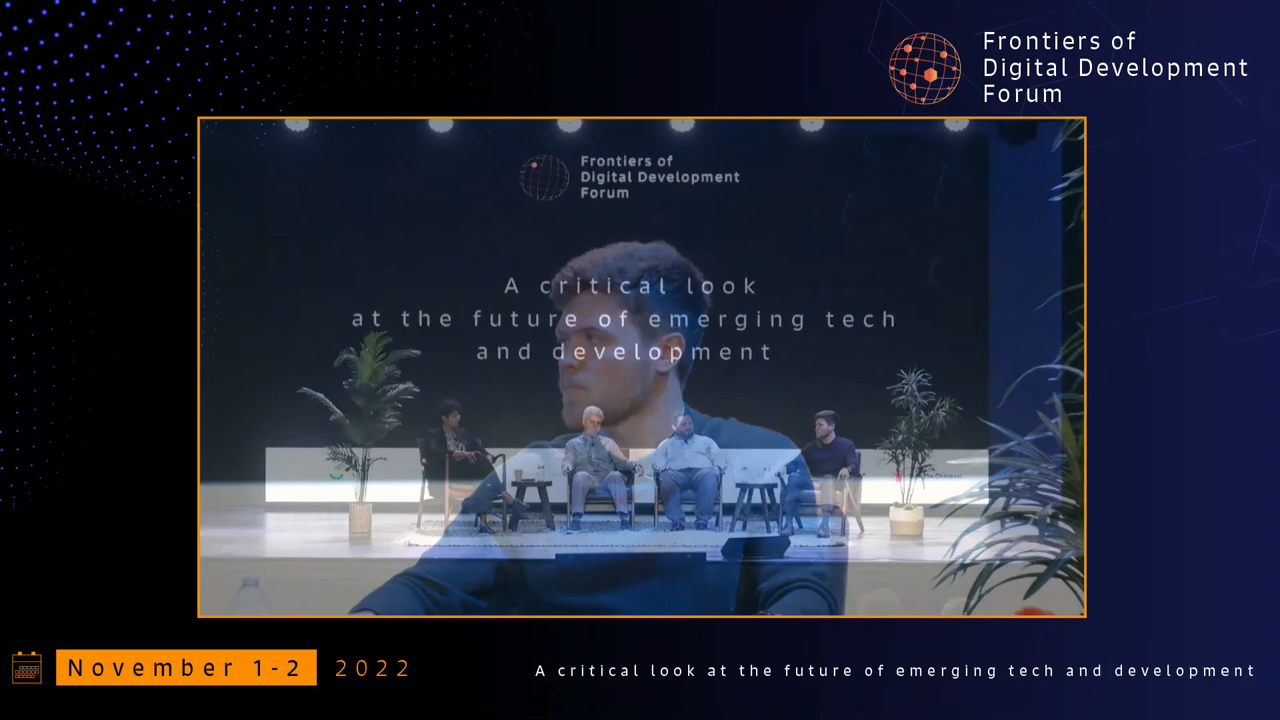 Frontiers of
Digital Development
Forum
Frontiers of
Digital Development
Forum
A critical look
at the future of emerging tech
and development
November 1-2 2022
A critical look at the future of emerging tech and development